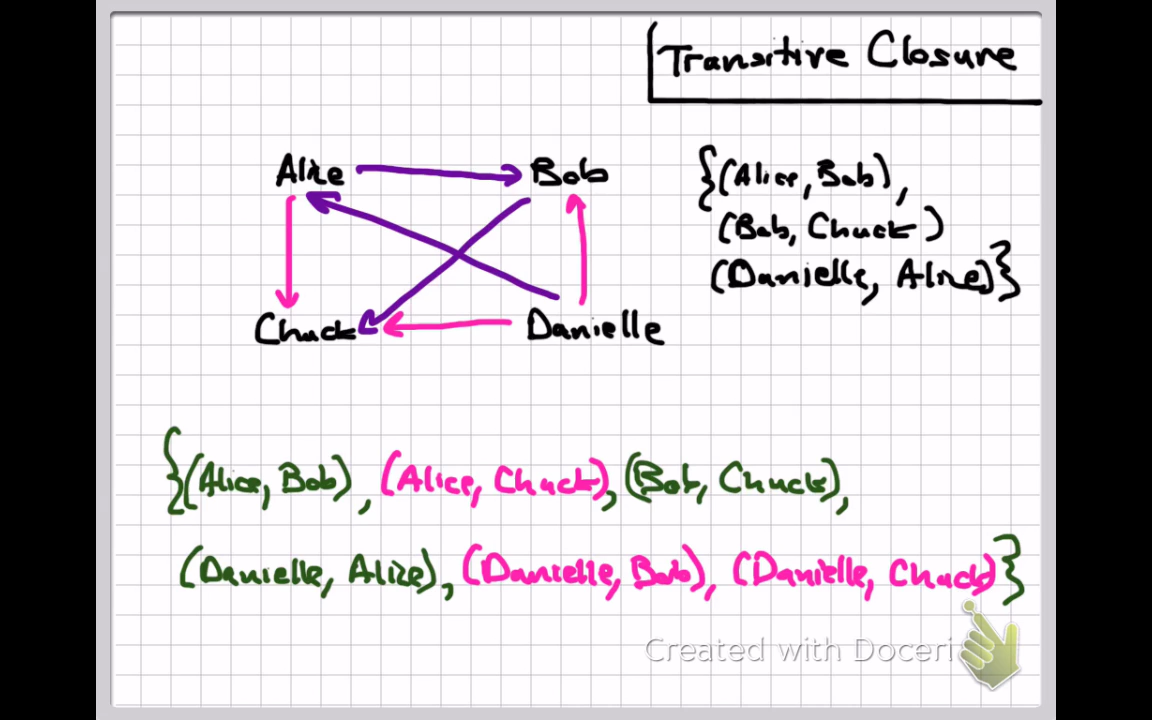 Transitive Closure
Alice Bob
{(Alice, Bob),
(Bob, Chuck)
(Danielle, Alice)}
Chuck Danielle
{(Alice, Bob), (Alice, Chuck), (Bob, Chuck),
(Danielle, Alice), (Danielle, Bob), (Danielle, Chuck)}
Created with Doceri